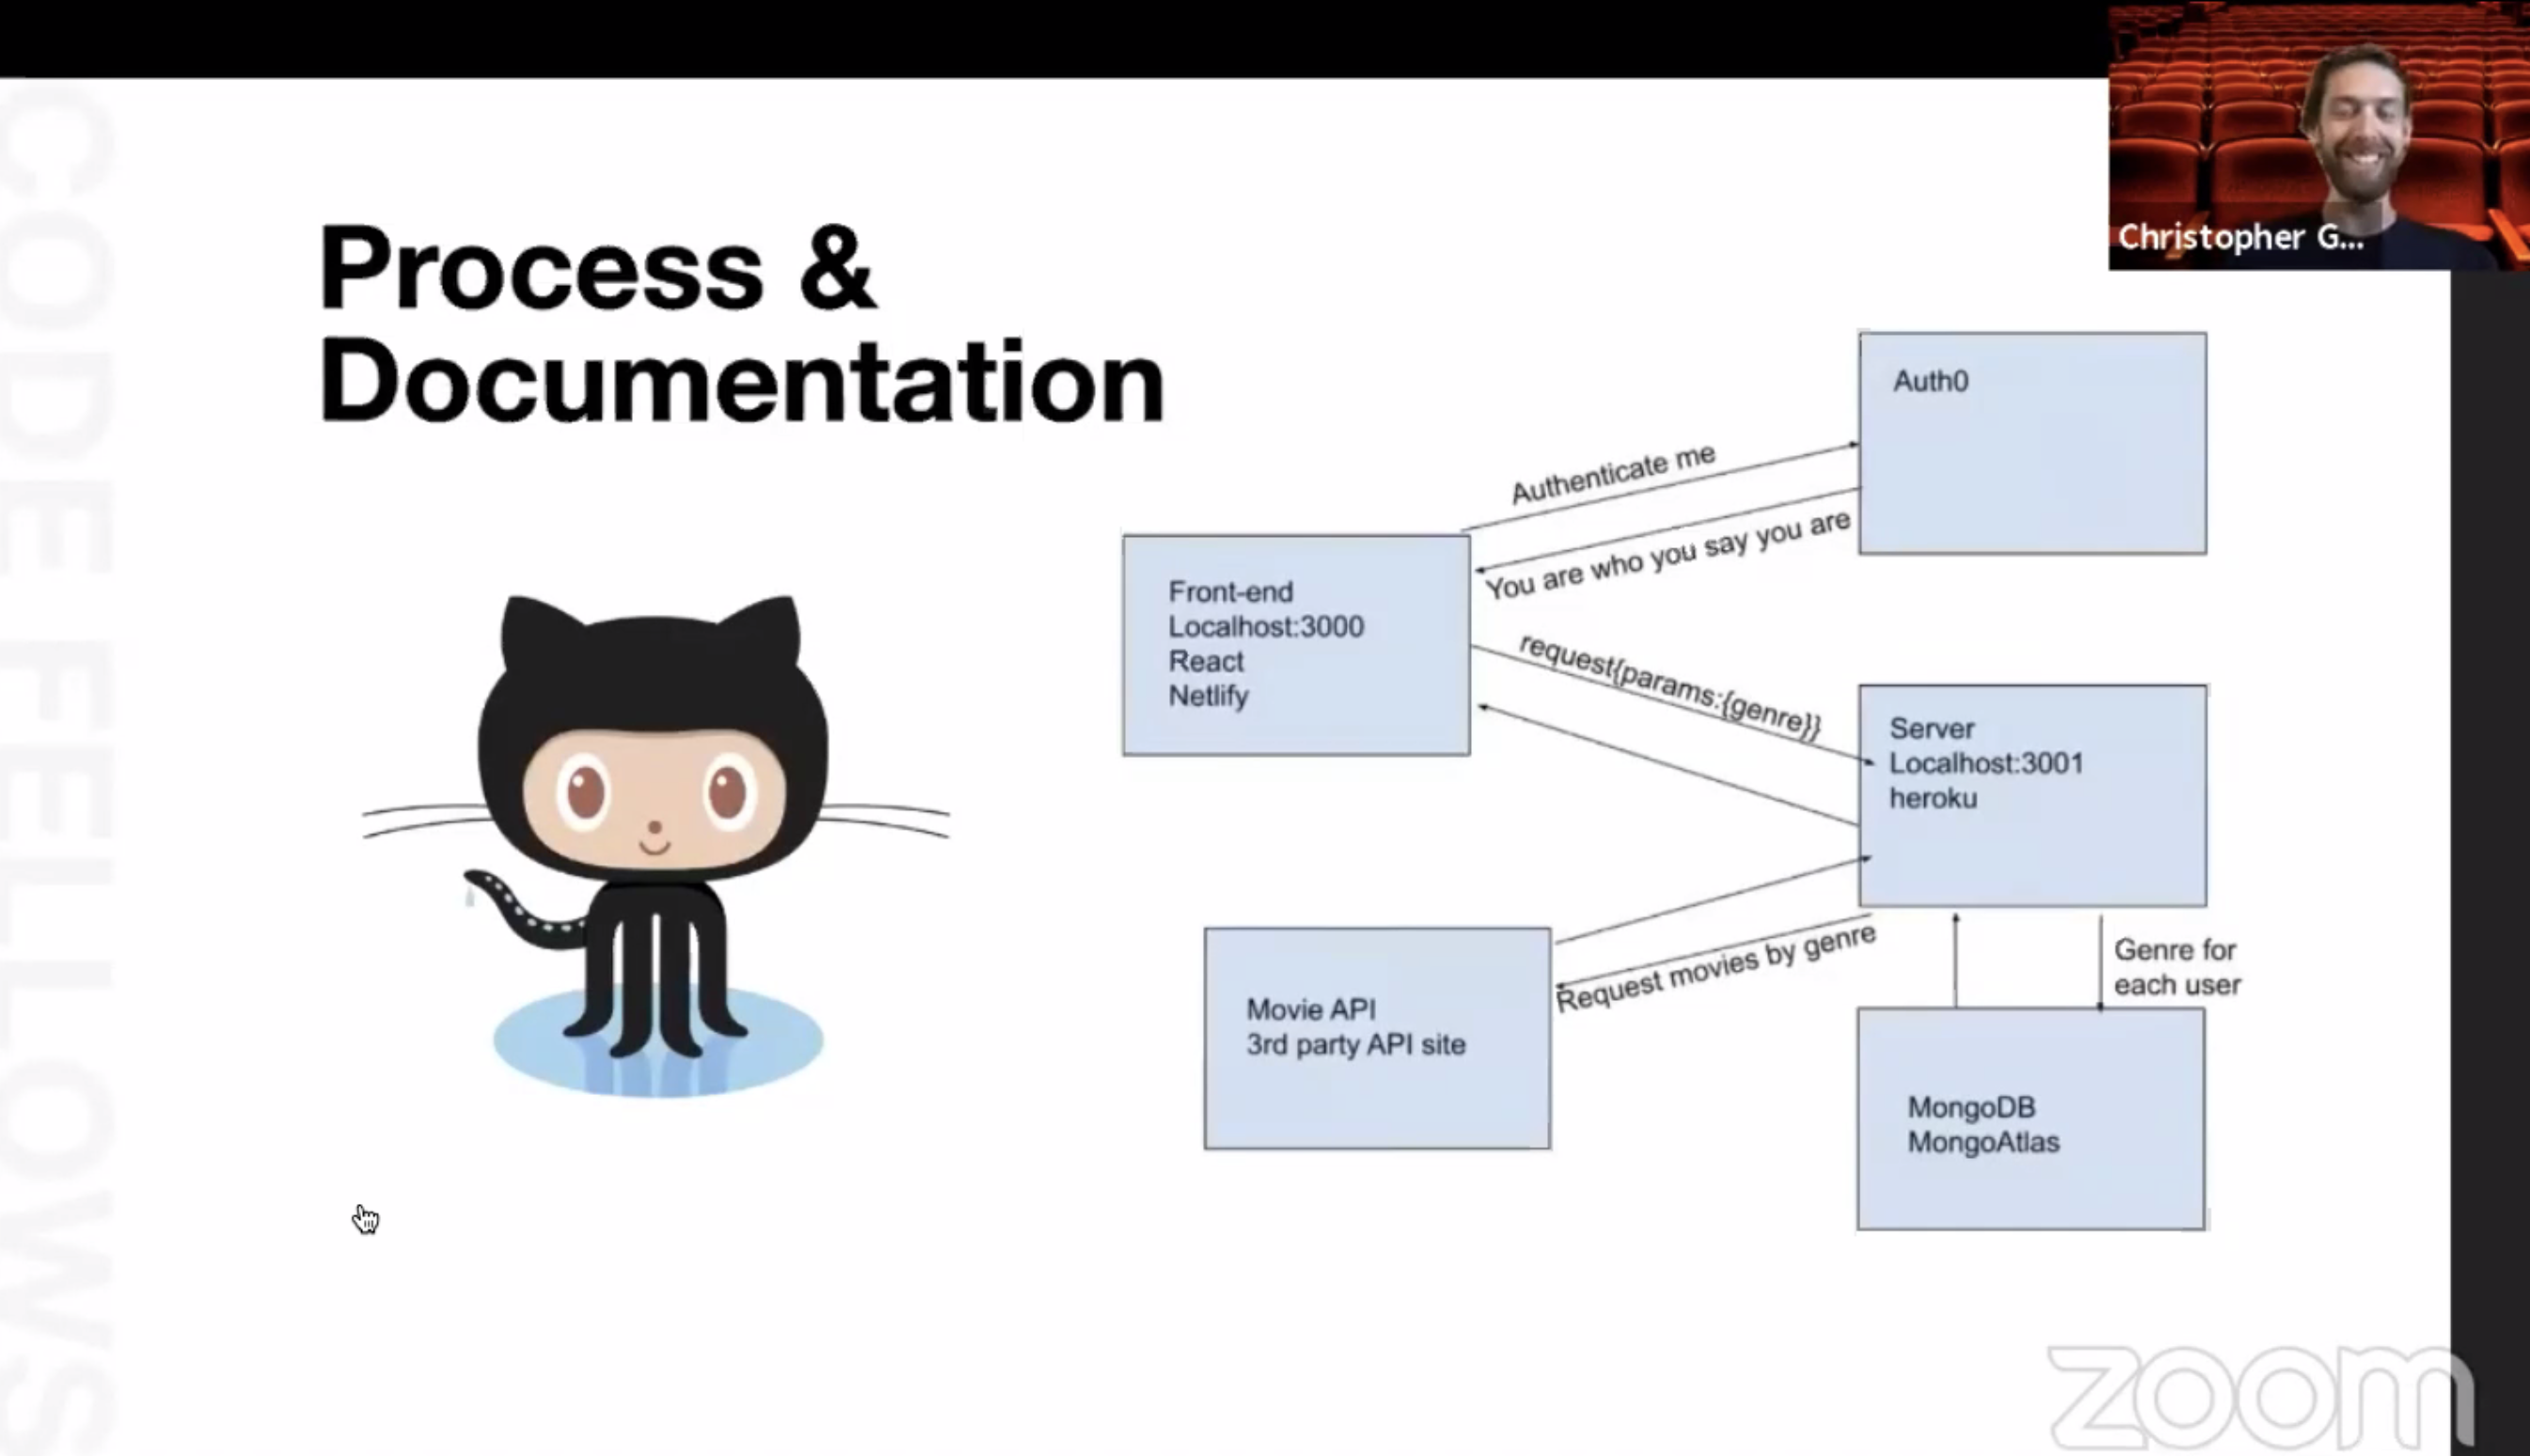 CODE FELLOWS
Christopher G...
Process &
Documentation
Auth0
Authenticate me
You are who you say you are
Front-end
Localhost:3000
React
Netlify
request{params:{genre}}
Server
Localhost:3001
heroku
Request movies by genre
Genre for
each user
Movie API
3rd party API site
MongoDB
MongoAtlas
zoom